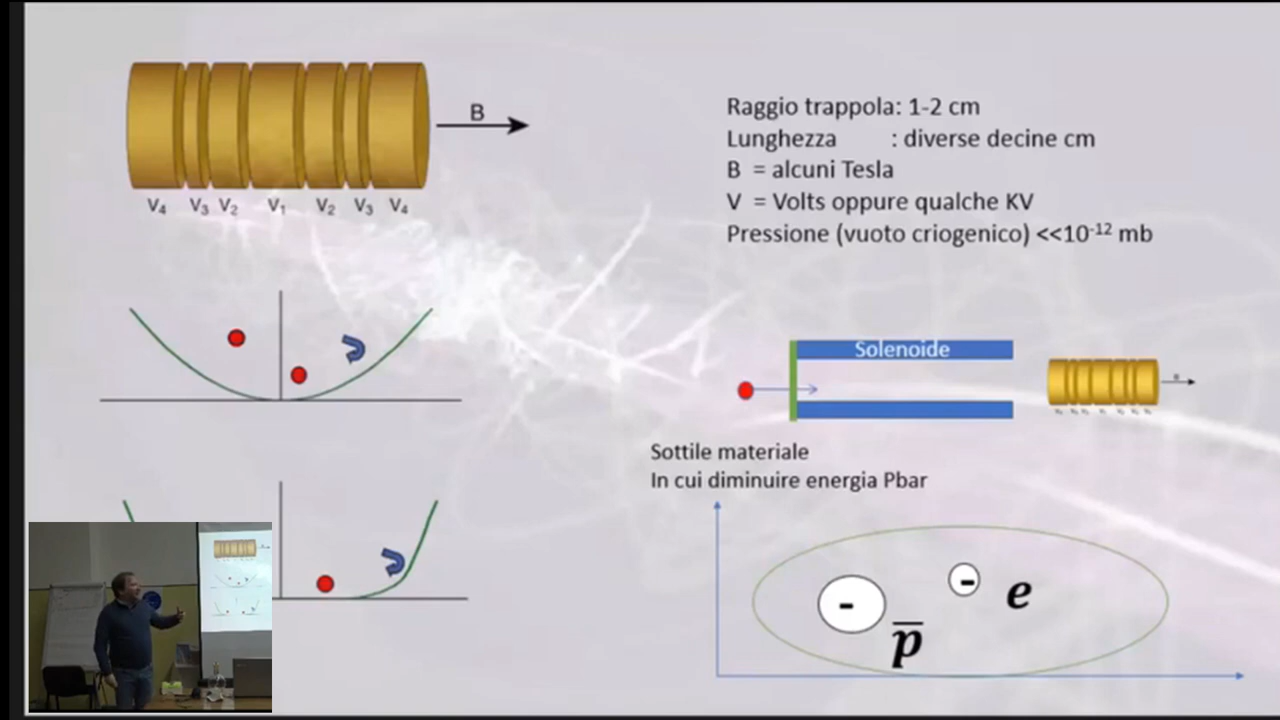 B
V₄ V₃ V₂ V₁ V₂ V₃ V₄
Raggio trappola: 1-2 cm
Lunghezza : diverse decine cm
B = alcuni Tesla
V = Volts oppure qualche KV
Pressione (vuoto criogenico) <<10⁻¹² mb
Solenoide
Sottile materiale
In cui diminuire energia Pbar
- - e
p̅